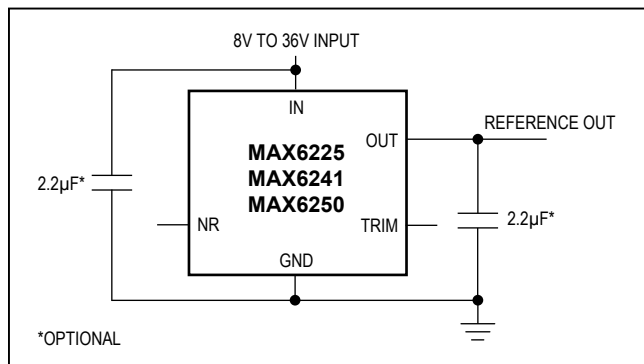 8V TO 36V INPUT
IN
OUT
REFERENCE OUT
MAX6225
MAX6241
MAX6250
2.2µF*
NR
TRIM
2.2µF*
GND
*OPTIONAL